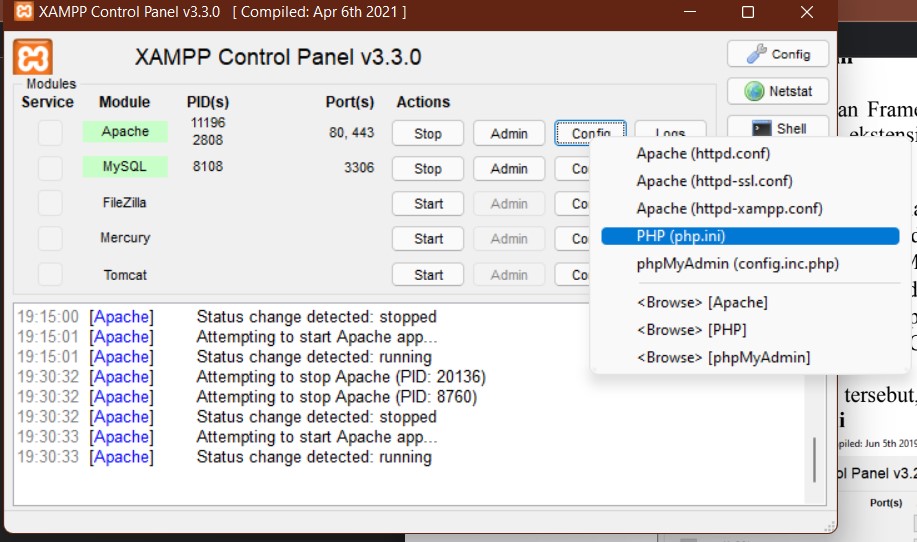 XAMPP Control Panel v3.3.0 [ Compiled: Apr 6th 2021 ]
XAMPP Control Panel v3.3.0
Config
Netstat
Shell
Modules
Service Module PID(s) Port(s) Actions
Apache 11196 2808 80, 443 Stop Admin Config Logs
MySQL 8108 3306 Stop Admin
FileZilla Start Admin
Mercury Start Admin
Tomcat Start Admin
Apache (httpd.conf)
Apache (httpd-ssl.conf)
Apache (httpd-xampp.conf)
PHP (php.ini)
phpMyAdmin (config.inc.php)
<Browse> [Apache]
<Browse> [PHP]
<Browse> [phpMyAdmin]
19:15:00 [Apache] Status change detected: stopped
19:15:01 [Apache] Attempting to start Apache app...
19:15:01 [Apache] Status change detected: running
19:30:32 [Apache] Attempting to stop Apache (PID: 20136)
19:30:32 [Apache] Attempting to stop Apache (PID: 8760)
19:30:32 [Apache] Status change detected: stopped
19:30:33 [Apache] Attempting to start Apache app...
19:30:33 [Apache] Status change detected: running
an Frame
ekstensi
tersebut,
i
piled: Jun 5th 2019
ol Panel v3.2
Port(s)